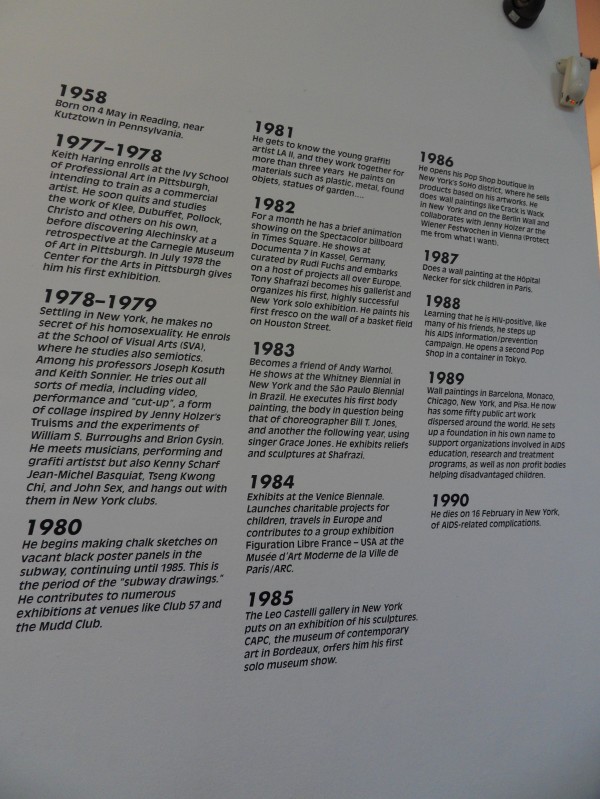 1958
Born on 4 May in Reading, near
Kutztown in Pennsylvania.
1977–1978
Keith Haring enrolls at the Ivy School
of Professional Art in Pittsburgh,
intending to train as a commercial
artist. He soon quits and studies
the work of Klee, Dubuffet, Pollock,
Christo and others on his own,
before discovering Alechinsky at a
retrospective at the Carnegie Museum
of Art in Pittsburgh. In July 1978 the
Center for the Arts in Pittsburgh gives
him his first exhibition.
1978–1979
Settling in New York, he makes no
secret of his homosexuality. He enrols
at the School of Visual Arts (SVA),
where he studies also semiotics.
Among his professors Joseph Kosuth
and Keith Sonnier. He tries out all
sorts of media, including video,
performance and "cut-up", a form
of collage inspired by Jenny Holzer's
Truisms and the experiments of
William S. Burroughs and Brion Gysin.
He meets musicians, performing and
grafiti artistst but also Kenny Scharf
Jean-Michel Basquiat, Tseng Kwong
Chi, and John Sex, and hangs out with
them in New York clubs.
1980
He begins making chalk sketches on
vacant black poster panels in the
subway, continuing until 1985. This is
the period of the "subway drawings."
He contributes to numerous
exhibitions at venues like Club 57 and
the Mudd Club.
1981
He gets to know the young graffiti
artist LA II, and they work together for
more than three years. He paints on
materials such as plastic, metal, found
objets, statues of garden....
1982
For a month he has a brief animation
showing on the Spectacolor billboard
in Times Square. He shows at
Documenta 7 in Kassel, Germany,
curated by Rudi Fuchs and embarks
on a host of projects all over Europe.
Tony Shafrazi becomes his gallerist and
organizes his first, highly successful
New York solo exhibition. He paints his
first fresco on the wall of a basket field
on Houston Street.
1983
Becomes a friend of Andy Warhol.
He shows at the Whitney Biennial in
New York and the São Paulo Biennial
in Brazil. He executes his first body
painting, the body in question being
that of choreographer Bill T. Jones,
and another the following year, using
singer Grace Jones. He exhibits reliefs
and sculptures at Shafrazi.
1984
Exhibits at the Venice Biennale.
Launches charitable projects for
children, travels in Europe and
contributes to a group exhibition
Figuration Libre France – USA at the
Musée d'Art Moderne de la Ville de
Paris/ARC.
1985
The Leo Castelli gallery in New York
puts on an exhibition of his sculptures.
CAPC, the museum of contemporary
art in Bordeaux, orfers him his first
solo museum show.
1986
He opens his Pop Shop boutique in
New York's SoHo district, where he sells
products based on his artworks. He
does wall paintings like Crack is Wack
in New York and on the Berlin Wall and
collaborates with Jenny Holzer ar the
Wiener Festwochen in Vienna (Protect
me from what I want).
1987
Does a wall painting at the Hôpital
Necker for sick children in Paris.
1988
Learning that he is HIV-positive, like
many of his friends, he steps up
his AIDS information/prevention
campaign. He opens a second Pop
Shop in a container in Tokyo.
1989
Wall paintings in Barcelona, Monaco,
Chicago, New York, and Pisa. He now
has some fifty public art work
dispersed around the world. He sets
up a foundation in his own name to
support organizations involved in AIDS
education, research and treatment
programs, as well as non profit bodies
helping disadvantaged children.
1990
He dies on 16 February in New York,
of AIDS-related complications.